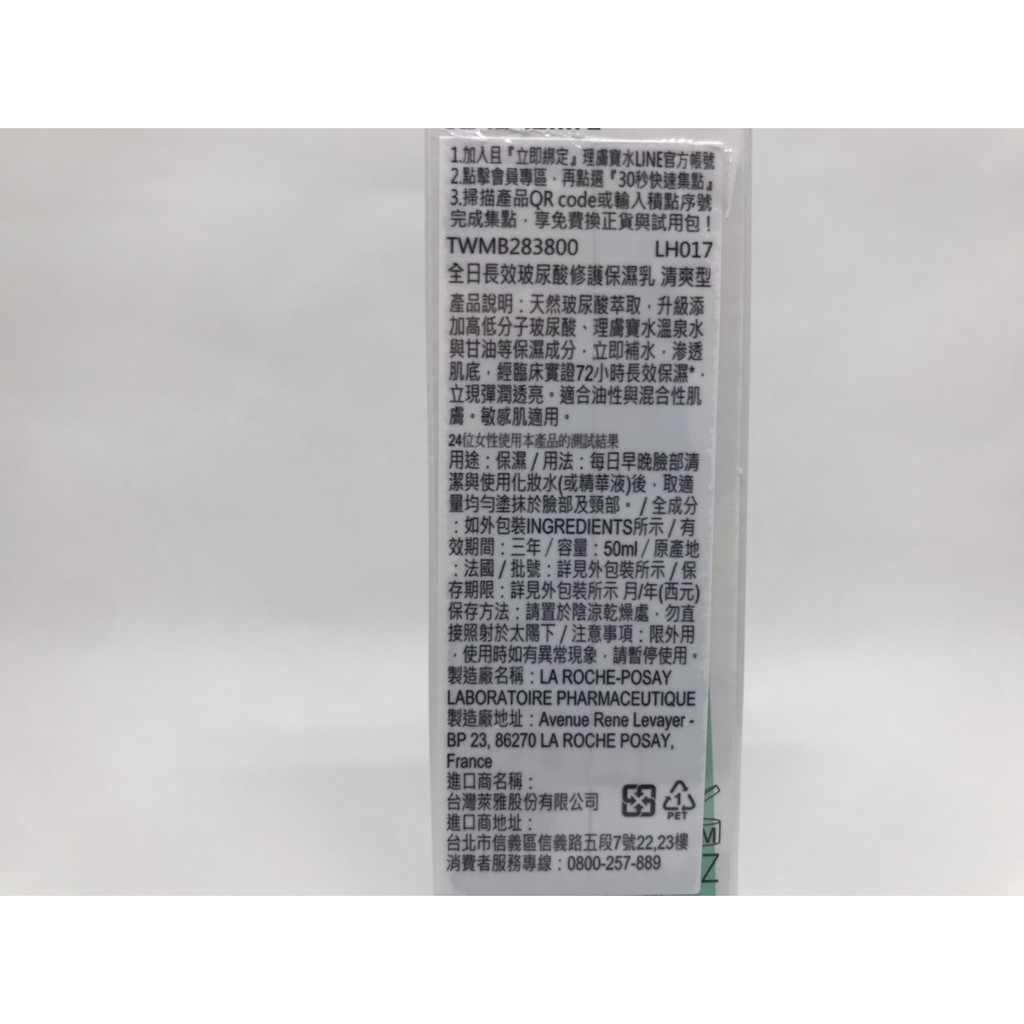 1.加入且『立即綁定』理膚寶水LINE官方帳號
2.點擊會員專區，再點選『30秒快速集點』
3.掃描產品QR code或輸入積點序號
完成集點，享免費換正貨與試用包！
TWMB283800 LH017
全日長效玻尿酸修護保濕乳 清爽型
產品說明：天然玻尿酸萃取，升級添
加高低分子玻尿酸、理膚寶水溫泉水
與甘油等保濕成分，立即補水，滲透
肌底，經臨床實證72小時長效保濕*，
立現彈潤透亮。適合油性與混合性肌
膚。敏感肌適用。
24位女性使用本產品的測試結果
用途：保濕 / 用法：每日早晚臉部清
潔與使用化妝水(或精華液)後，取適
量均勻塗抹於臉部及頸部。/ 全成分
：如外包裝INGREDIENTS所示 / 有
效期間：三年 / 容量：50ml / 原產地
：法國 / 批號：詳見外包裝所示 / 保
存期限：詳見外包裝所示 月/年(西元)
保存方法：請置於陰涼乾燥處，勿直
接照射於太陽下 / 注意事項：限外用
，使用時如有異常現象，請暫停使用。
製造廠名稱：LA ROCHE-POSAY
LABORATOIRE PHARMACEUTIQUE
製造廠地址：Avenue Rene Levayer -
BP 23, 86270 LA ROCHE POSAY,
France
進口商名稱：
台灣萊雅股份有限公司
1
PET
進口商地址：
台北市信義區信義路五段7號22,23樓
消費者服務專線：0800-257-889
M
Z